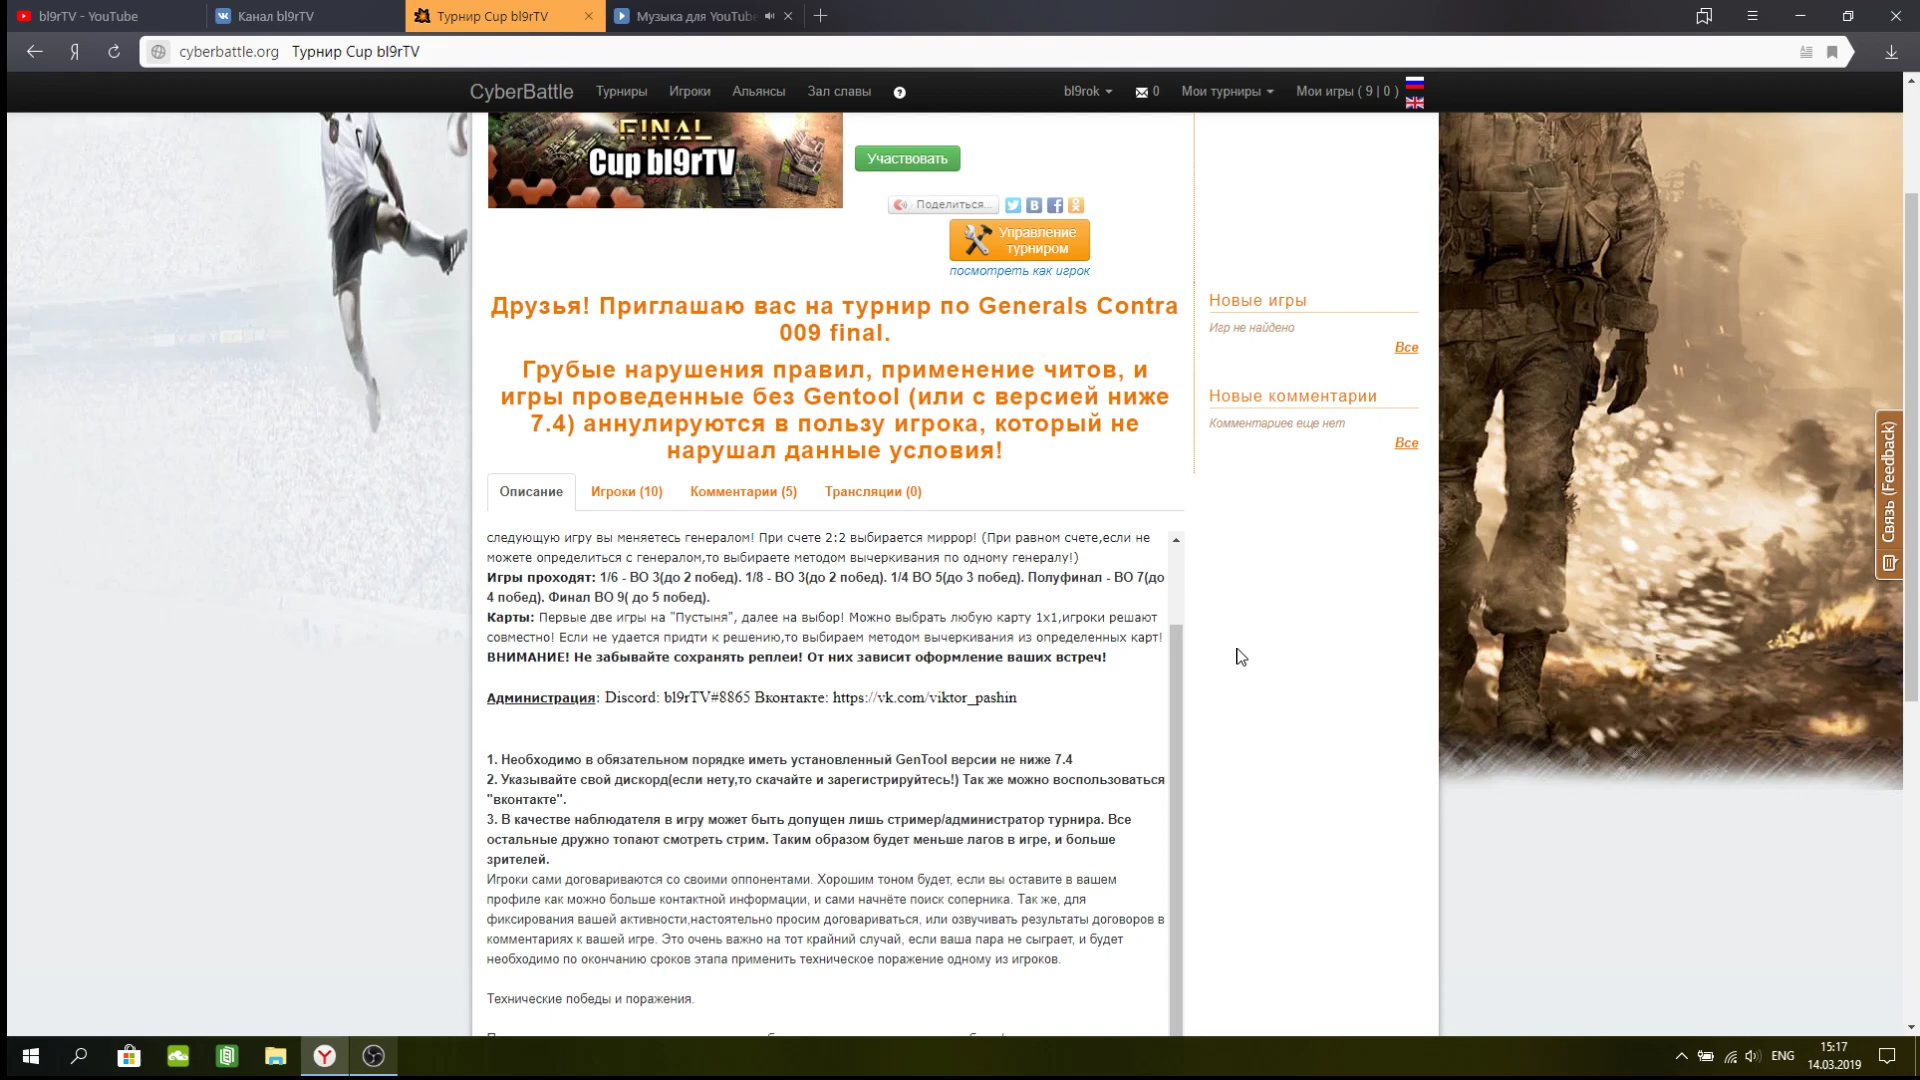 bl9rTV - YouTube
Канал bl9rTV
Турнир Cup bl9rTV
Музыка для YouTube
cyberbattle.org Турнир Cup bl9rTV
CyberBattle Турниры Игроки Альянсы Зал славы ?
bl9rok 0 Мои турниры Мои игры ( 9 | 0 )
FINAL
Cup bl9rTV
Участвовать
Поделиться…
Управление
турниром
посмотреть как игрок
Друзья! Приглашаю вас на турнир по Generals Contra
009 final.
Грубые нарушения правил, применение читов, и
игры проведенные без Gentool (или с версией ниже
7.4) аннулируются в пользу игрока, который не
нарушал данные условия!
Новые игры
Игр не найдено
Все
Новые комментарии
Комментариев еще нет
Все
Связь (Feedback)
Описание Игроки (10) Комментарии (5) Трансляции (0)
следующую игру вы меняетесь генералом! При счете 2:2 выбирается миррор! (При равном счете,если не
можете определиться с генералом,то выбираете методом вычеркивания по одному генералу!)
Игры проходят: 1/6 - BO 3(до 2 побед). 1/8 - BO 3(до 2 побед). 1/4 BO 5(до 3 побед). Полуфинал - BO 7(до
4 побед). Финал BO 9( до 5 побед).
Карты: Первые две игры на "Пустыня", далее на выбор! Можно выбрать любую карту 1x1,игроки решают
совместно! Если не удается придти к решению,то выбираем методом вычеркивания из определенных карт!
ВНИМАНИЕ! Не забывайте сохранять реплеи! От них зависит оформление ваших встреч!
Администрация: Discord: bl9rTV#8865 Вконтакте: https://vk.com/viktor_pashin
1. Необходимо в обязательном порядке иметь установленный GenTool версии не ниже 7.4
2. Указывайте свой дискорд(если нету,то скачайте и зарегистрируйтесь!) Так же можно воспользоваться
"вконтакте".
3. В качестве наблюдателя в игру может быть допущен лишь стример/администратор турнира. Все
остальные дружно топают смотреть стрим. Таким образом будет меньше лагов в игре, и больше
зрителей.
Игроки сами договариваются со своими оппонентами. Хорошим тоном будет, если вы оставите в вашем
профиле как можно больше контактной информации, и сами начнёте поиск соперника. Так же, для
фиксирования вашей активности,настоятельно просим договариваться, или озвучивать результаты договоров в
комментариях к вашей игре. Это очень важно на тот крайний случай, если ваша пара не сыграет, и будет
необходимо по окончанию сроков этапа применить техническое поражение одному из игроков.
Технические победы и поражения.
ENG
15:17
14.03.2019